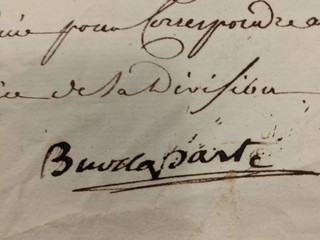 pour Correspondre a
de la Division
Buonaparte